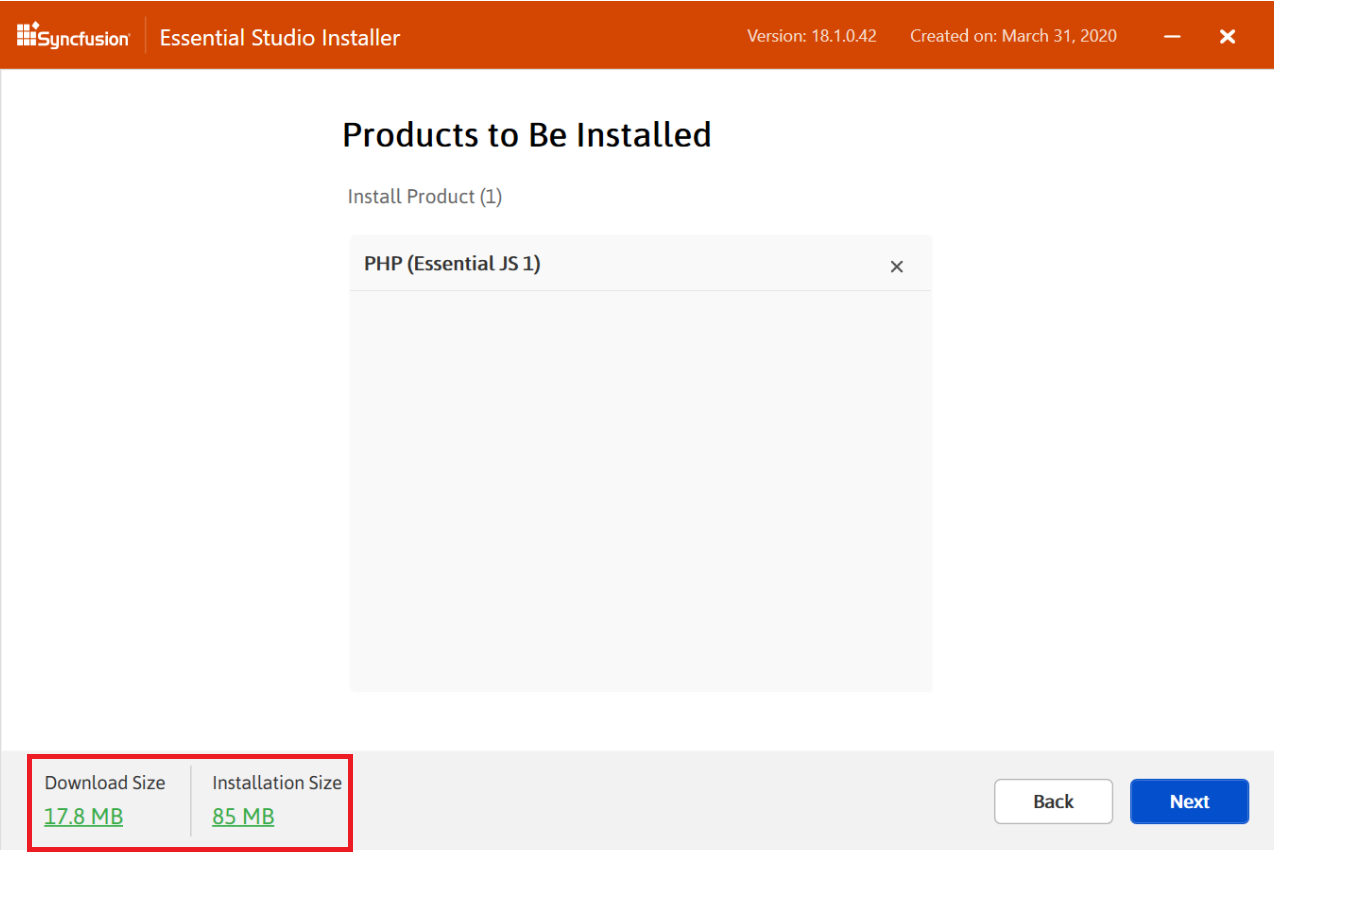 Syncfusion Essential Studio Installer Version: 18.1.0.42 Created on: March 31, 2020
Products to Be Installed
Install Product (1)
PHP (Essential JS 1)
Download Size Installation Size
17.8 MB 85 MB
Back Next